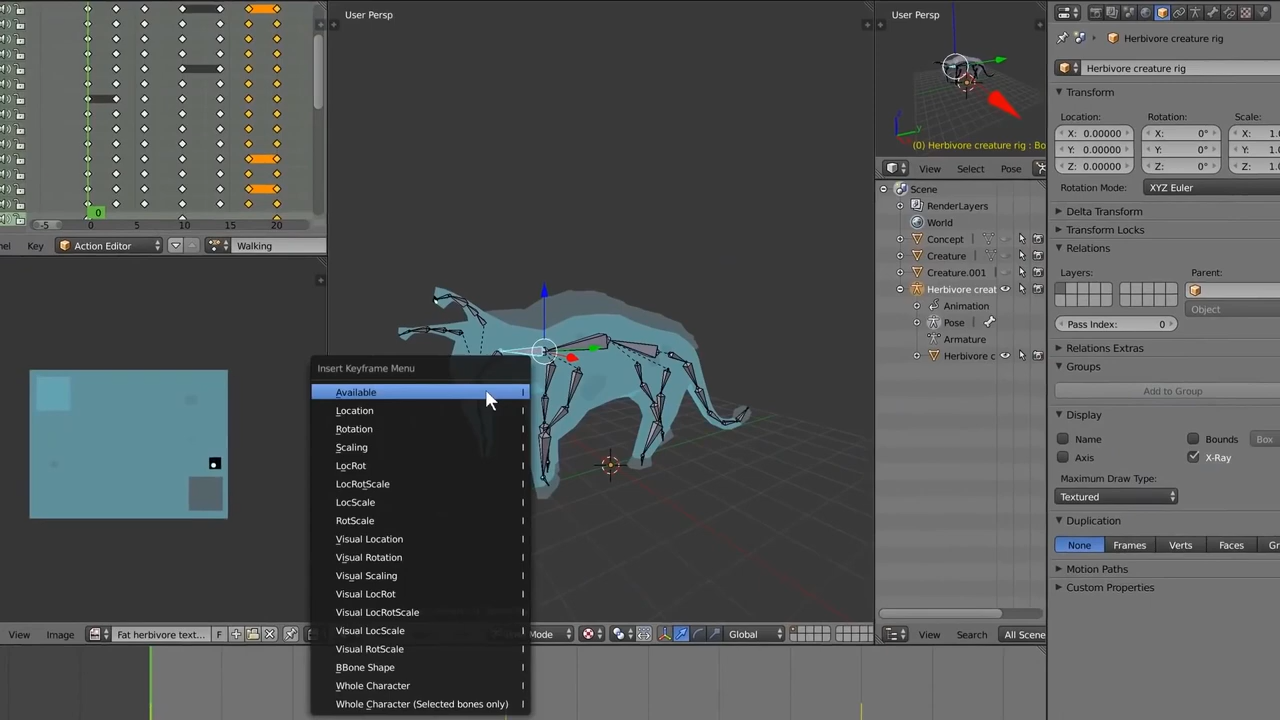 User Persp
0
-5
0
5
10
15
20
Key
Action Editor
Walking
Insert Keyframe Menu
Available I
Location I
Rotation I
Scaling I
LocRot I
LocRotScale I
LocScale I
RotScale I
Visual Location I
Visual Rotation I
Visual Scaling I
Visual LocRot I
Visual LocRotScale I
Visual LocScale I
Visual RotScale I
BBone Shape I
Whole Character I
Whole Character (Selected bones only) I
View
Image
Fat herbivore text...
F
Mode
Global
User Persp
(0) Herbivore creature rig : Bo
View
Select
Pose
Scene
RenderLayers
World
Concept
Creature
Creature.001
Herbivore creat
Animation
Pose
Armature
Herbivore c
View
Search
All Scene
Herbivore creature rig
Herbivore creature rig
Transform
Location: Rotation: Scale:
X: 0.00000 X: 0° X: 1.0
Y: 0.00000 Y: 0° Y: 1.0
Z: 0.00000 Z: 0° Z: 1.0
Rotation Mode: XYZ Euler
Delta Transform
Transform Locks
Relations
Layers: Parent:
Object
Pass Index: 0
Relations Extras
Groups
Add to Group
Display
Name Bounds Box
Axis X-Ray
Maximum Draw Type:
Textured
Duplication
None Frames Verts Faces Gr
Motion Paths
Custom Properties